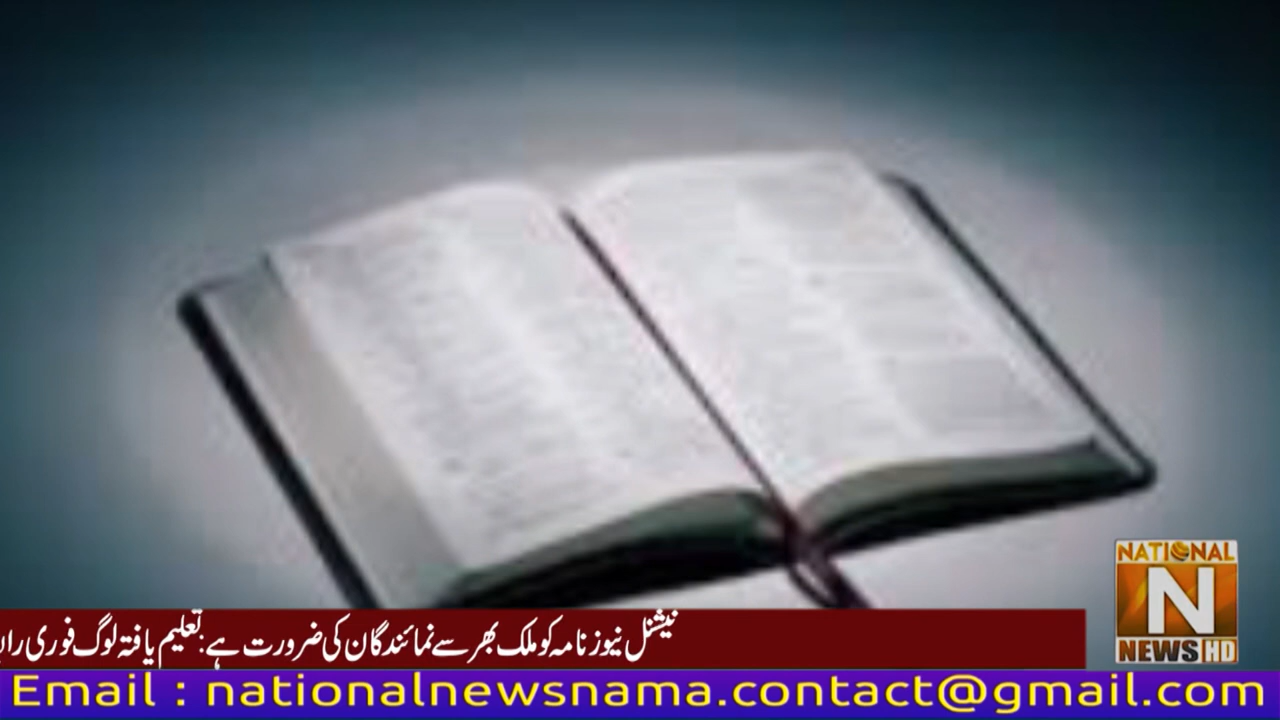 NATIONAL
N
NEWS HD
نیشنل نیوز نامہ کو ملک بھر سے نمائندگان کی ضرورت ہے: تعلیم یافتہ لوگ فوری
Email : nationalnewsnama.contact@gmail.com